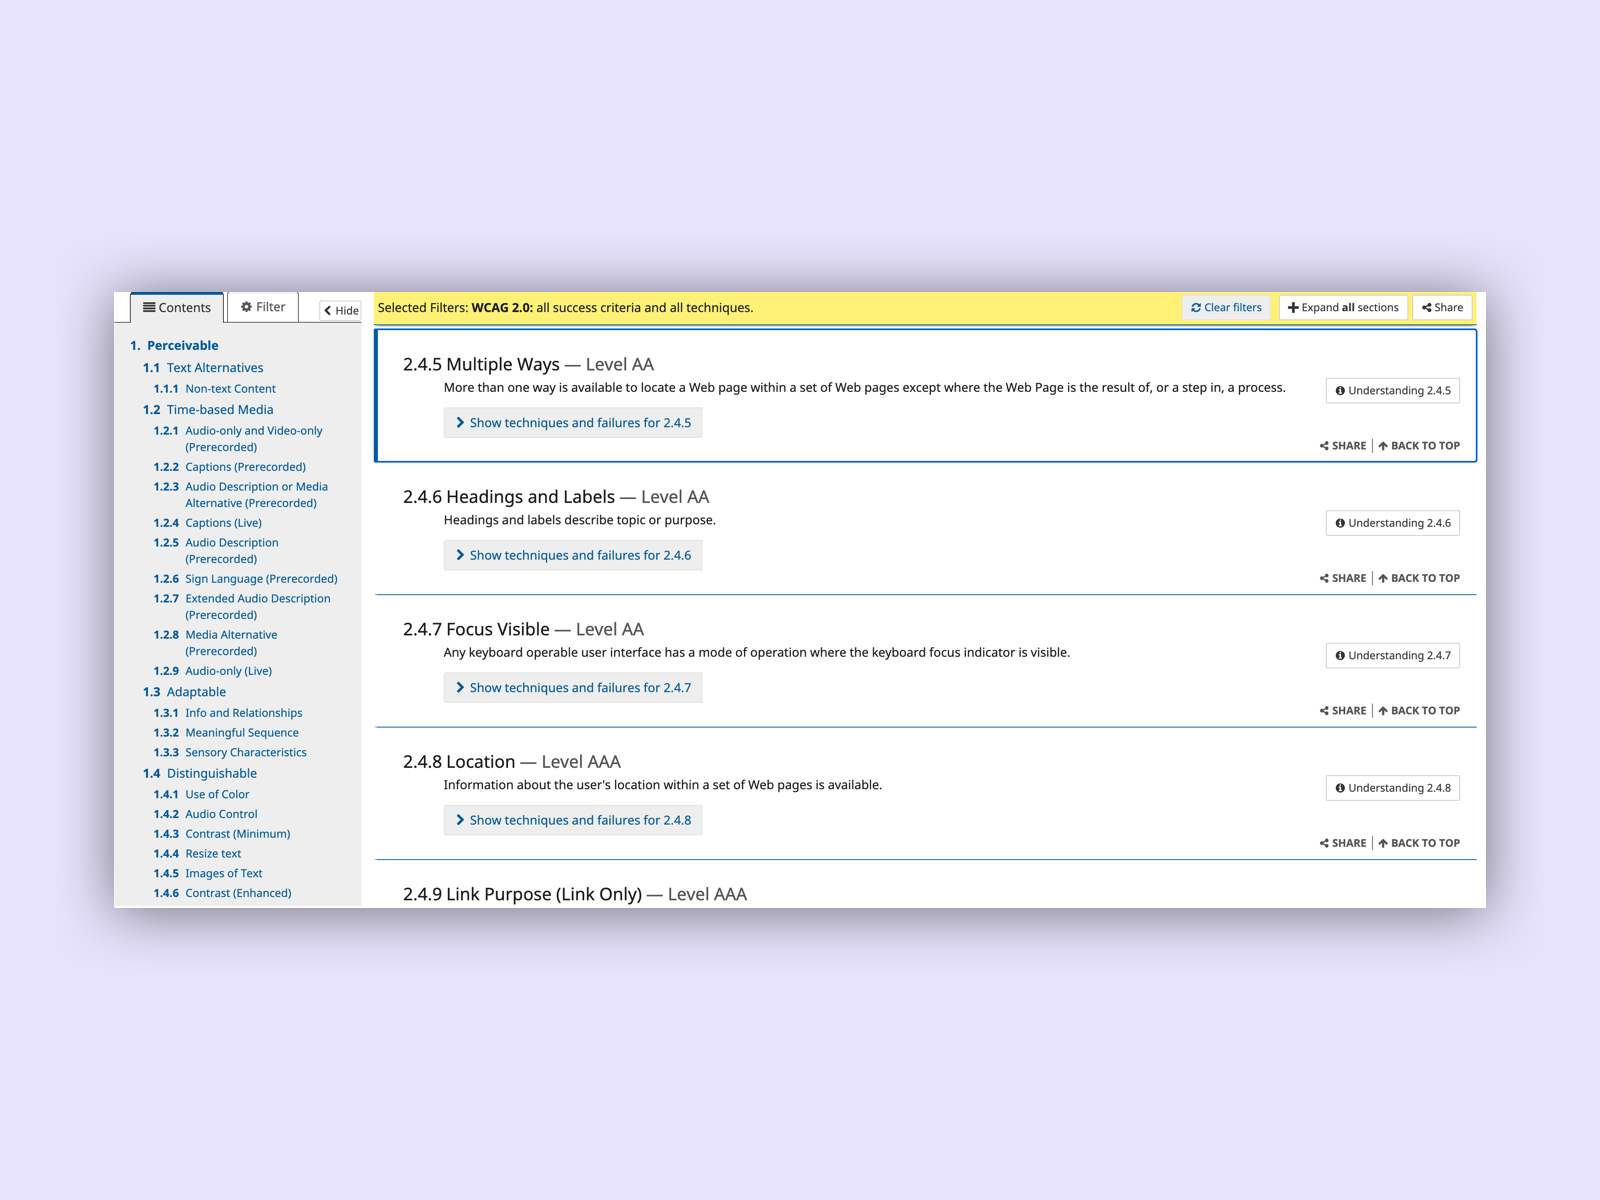 Contents
Filter
Hide
1. Perceivable
1.1 Text Alternatives
1.1.1 Non-text Content
1.2 Time-based Media
1.2.1 Audio-only and Video-only
(Prerecorded)
1.2.2 Captions (Prerecorded)
1.2.3 Audio Description or Media
Alternative (Prerecorded)
1.2.4 Captions (Live)
1.2.5 Audio Description
(Prerecorded)
1.2.6 Sign Language (Prerecorded)
1.2.7 Extended Audio Description
(Prerecorded)
1.2.8 Media Alternative
(Prerecorded)
1.2.9 Audio-only (Live)
1.3 Adaptable
1.3.1 Info and Relationships
1.3.2 Meaningful Sequence
1.3.3 Sensory Characteristics
1.4 Distinguishable
1.4.1 Use of Color
1.4.2 Audio Control
1.4.3 Contrast (Minimum)
1.4.4 Resize text
1.4.5 Images of Text
1.4.6 Contrast (Enhanced)
Selected Filters: WCAG 2.0: all success criteria and all techniques.
Clear filters
Expand all sections
Share
2.4.5 Multiple Ways — Level AA
More than one way is available to locate a Web page within a set of Web pages except where the Web Page is the result of, or a step in, a process.
Understanding 2.4.5
Show techniques and failures for 2.4.5
SHARE | BACK TO TOP
2.4.6 Headings and Labels — Level AA
Headings and labels describe topic or purpose.
Understanding 2.4.6
Show techniques and failures for 2.4.6
SHARE | BACK TO TOP
2.4.7 Focus Visible — Level AA
Any keyboard operable user interface has a mode of operation where the keyboard focus indicator is visible.
Understanding 2.4.7
Show techniques and failures for 2.4.7
SHARE | BACK TO TOP
2.4.8 Location — Level AAA
Information about the user's location within a set of Web pages is available.
Understanding 2.4.8
Show techniques and failures for 2.4.8
SHARE | BACK TO TOP
2.4.9 Link Purpose (Link Only) — Level AAA